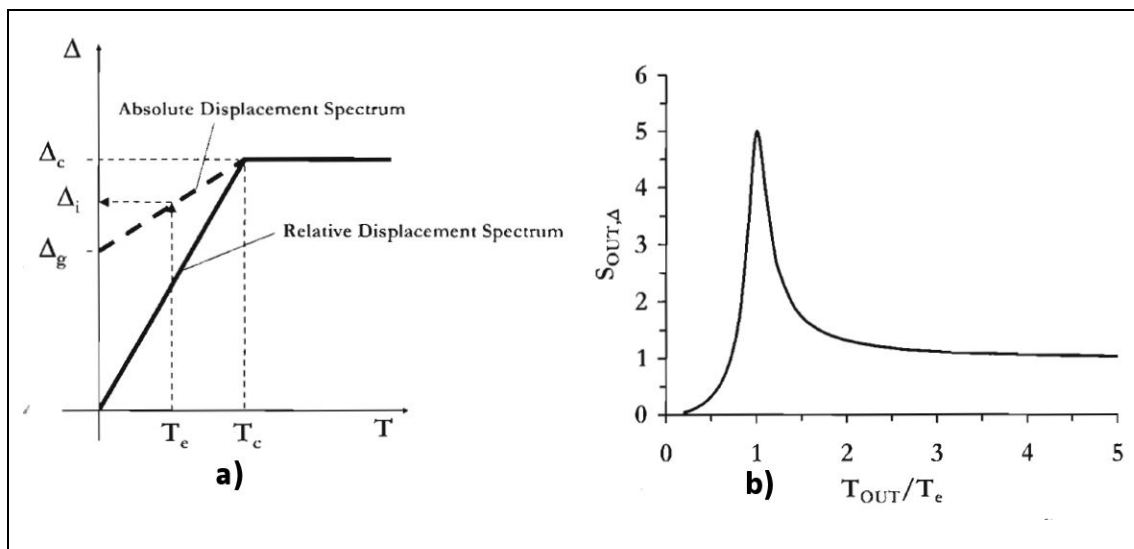 Δ
Absolute Displacement Spectrum
Δc
Δi
Δg
Relative Displacement Spectrum
Te
Tc
T
a)
6
5
4
3
2
1
0
SOUT,Δ
0
1
2
3
4
5
b)
TOUT/Te